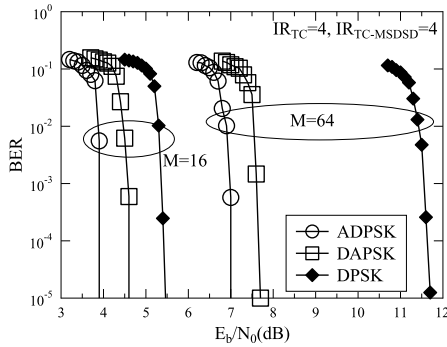 IR_TC=4, IR_TC-MSDSD=4
10^0
10^-1
10^-2
10^-3
10^-4
10^-5
BER
M=64
M=16
ADPSK
DAPSK
DPSK
3 4 5 6 7 8 9 10 11 12
E_b/N_0(dB)